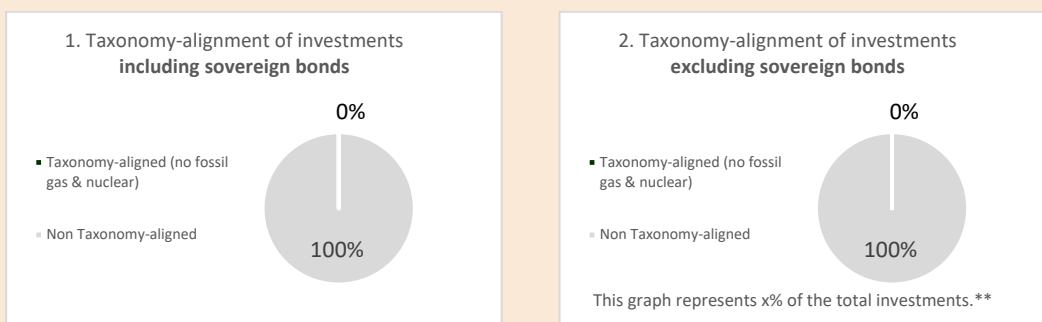 1. Taxonomy-alignment of investments
including sovereign bonds
0%
Taxonomy-aligned (no fossil
gas & nuclear)
Non Taxonomy-aligned
100%
2. Taxonomy-alignment of investments
excluding sovereign bonds
0%
Taxonomy-aligned (no fossil
gas & nuclear)
Non Taxonomy-aligned
100%
This graph represents x% of the total investments.**